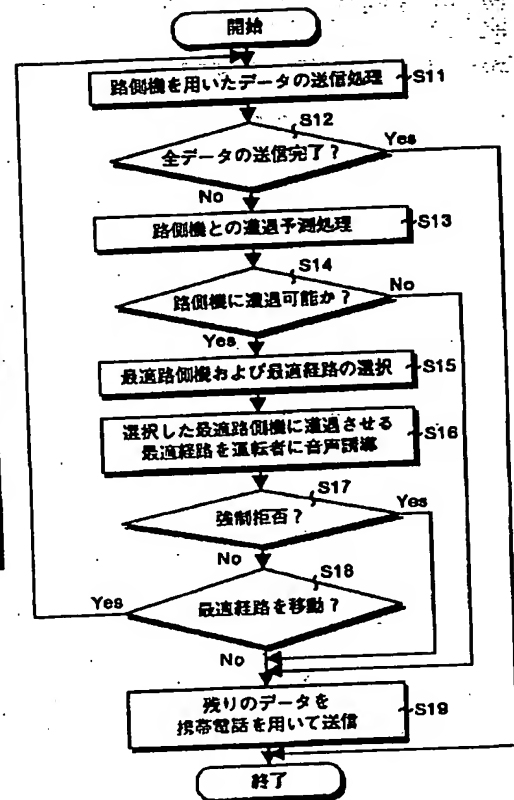 開始
路側機を用いたデータの送信処理
S11
S12
全データの送信完了？
Yes
No
路側機との遭遇予測処理
S13
S14
路側機に遭遇可能か？
No
Yes
最適路側機および最適経路の選択
S15
選択した最適路側機に遭遇させる
最適経路を運転者に音声誘導
S16
S17
強制拒否？
Yes
No
S18
最適経路を移動？
Yes
No
残りのデータを
携帯電話を用いて送信
S19
終了